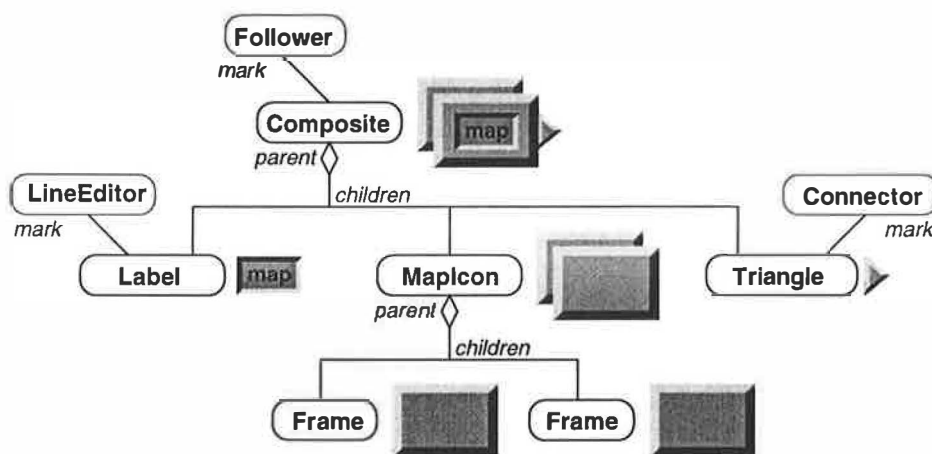 Follower
mark
Composite
map
parent
children
LineEditor
Connector
mark
mark
Label
map
MapIcon
Triangle
parent
children
Frame
Frame